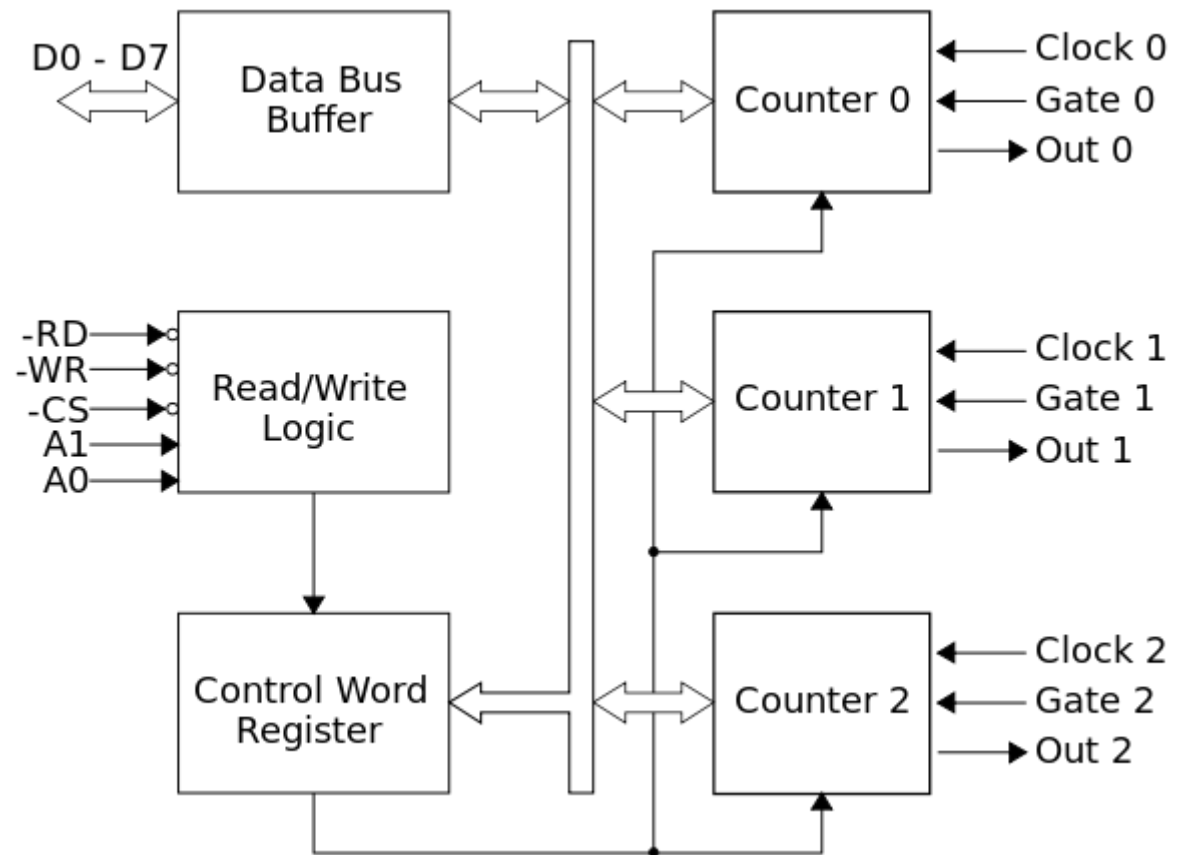 D0 - D7
Data Bus
Buffer
Counter 0
Clock 0
Gate 0
Out 0
-RD
-WR
-CS
A1
A0
Read/Write
Logic
Counter 1
Clock 1
Gate 1
Out 1
Control Word
Register
Counter 2
Clock 2
Gate 2
Out 2